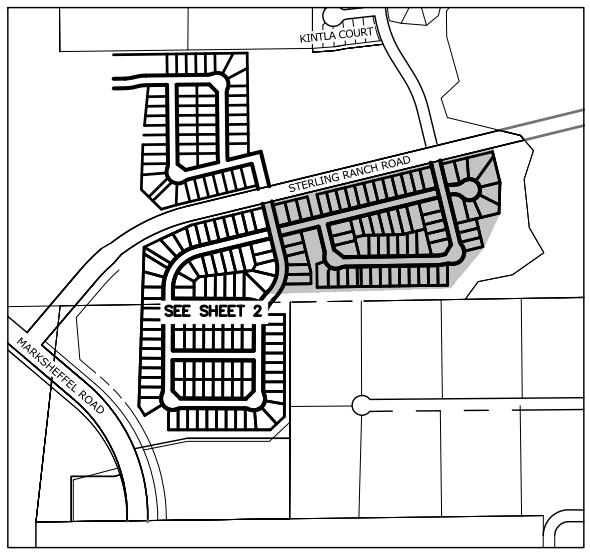 KINTLA COURT
STERLING RANCH ROAD
SEE SHEET 2
MARKSHEFFEL ROAD